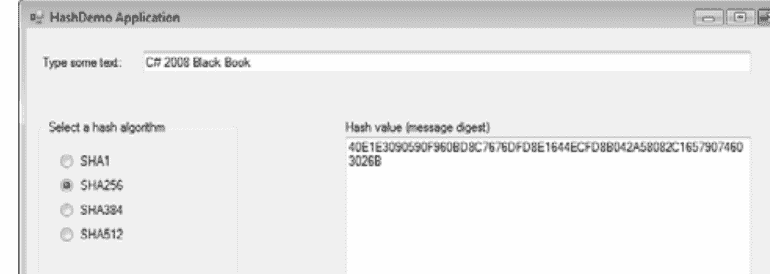 HashDemo Application
Type some text: C# 2008 Black Book
Select a hash algorithm
SHA1
SHA256
SHA384
SHA512
Hash value (message digest)
40E1E3090590F960BD8C7676DFD8E1644ECFD8B042A58082C1657907460
3026B